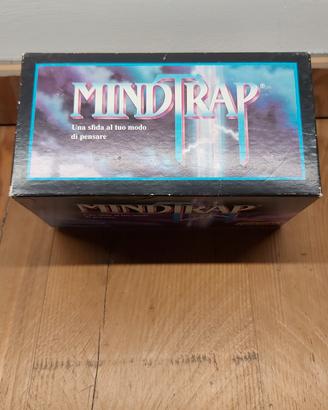 MINDTRAP®
Una sfida al tuo modo
di pensare
MINDTRAP